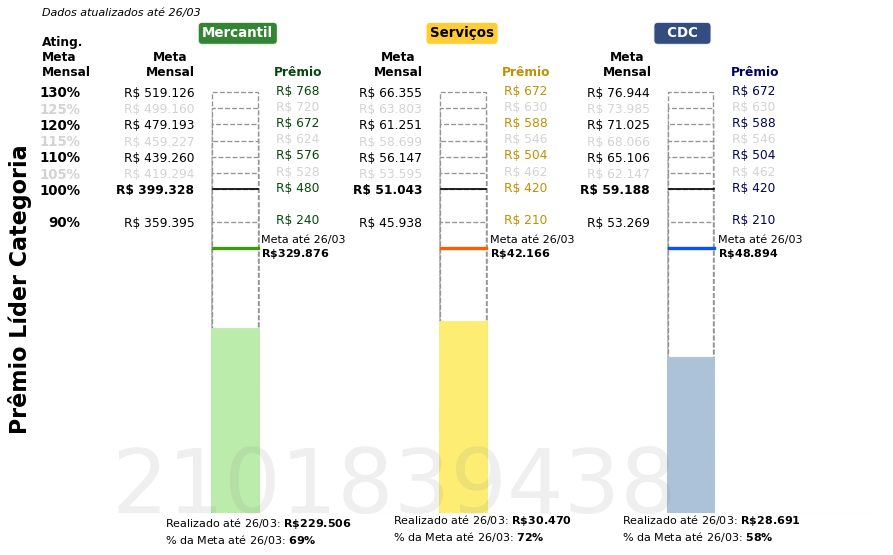 Dados atualizados até 26/03
Mercantil Serviços CDC
Ating. Meta Mensal
Meta Mensal Prêmio Meta Mensal Prêmio Meta Mensal Prêmio
130% R$ 519.126 R$ 768 R$ 66.355 R$ 672 R$ 76.944 R$ 672
125% R$ 499.160 R$ 720 R$ 63.803 R$ 630 R$ 73.985 R$ 630
120% R$ 479.193 R$ 672 R$ 61.251 R$ 588 R$ 71.025 R$ 588
115% R$ 459.227 R$ 624 R$ 58.699 R$ 546 R$ 68.066 R$ 546
110% R$ 439.260 R$ 576 R$ 56.147 R$ 504 R$ 65.106 R$ 504
105% R$ 419.294 R$ 528 R$ 53.595 R$ 462 R$ 62.147 R$ 462
100% R$ 399.328 R$ 480 R$ 51.043 R$ 420 R$ 59.188 R$ 420
90% R$ 359.395 R$ 240 R$ 45.938 R$ 210 R$ 53.269 R$ 210
Meta até 26/03 Meta até 26/03 Meta até 26/03
R$329.876 R$42.166 R$48.894
Prêmio Líder Categoria
2101839438
Realizado até 26/03: R$229.506 Realizado até 26/03: R$30.470 Realizado até 26/03: R$28.691
% da Meta até 26/03: 69% % da Meta até 26/03: 72% % da Meta até 26/03: 58%